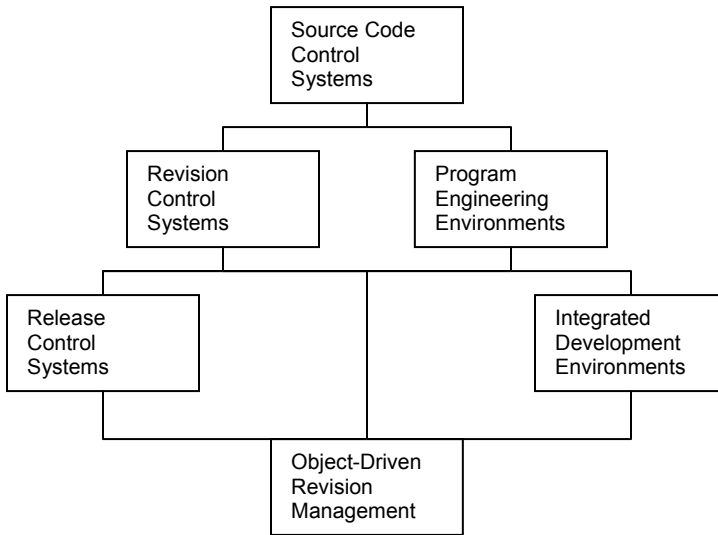 Source Code
Control
Systems
Revision
Control
Systems
Program
Engineering
Environments
Release
Control
Systems
Integrated
Development
Environments
Object-Driven
Revision
Management